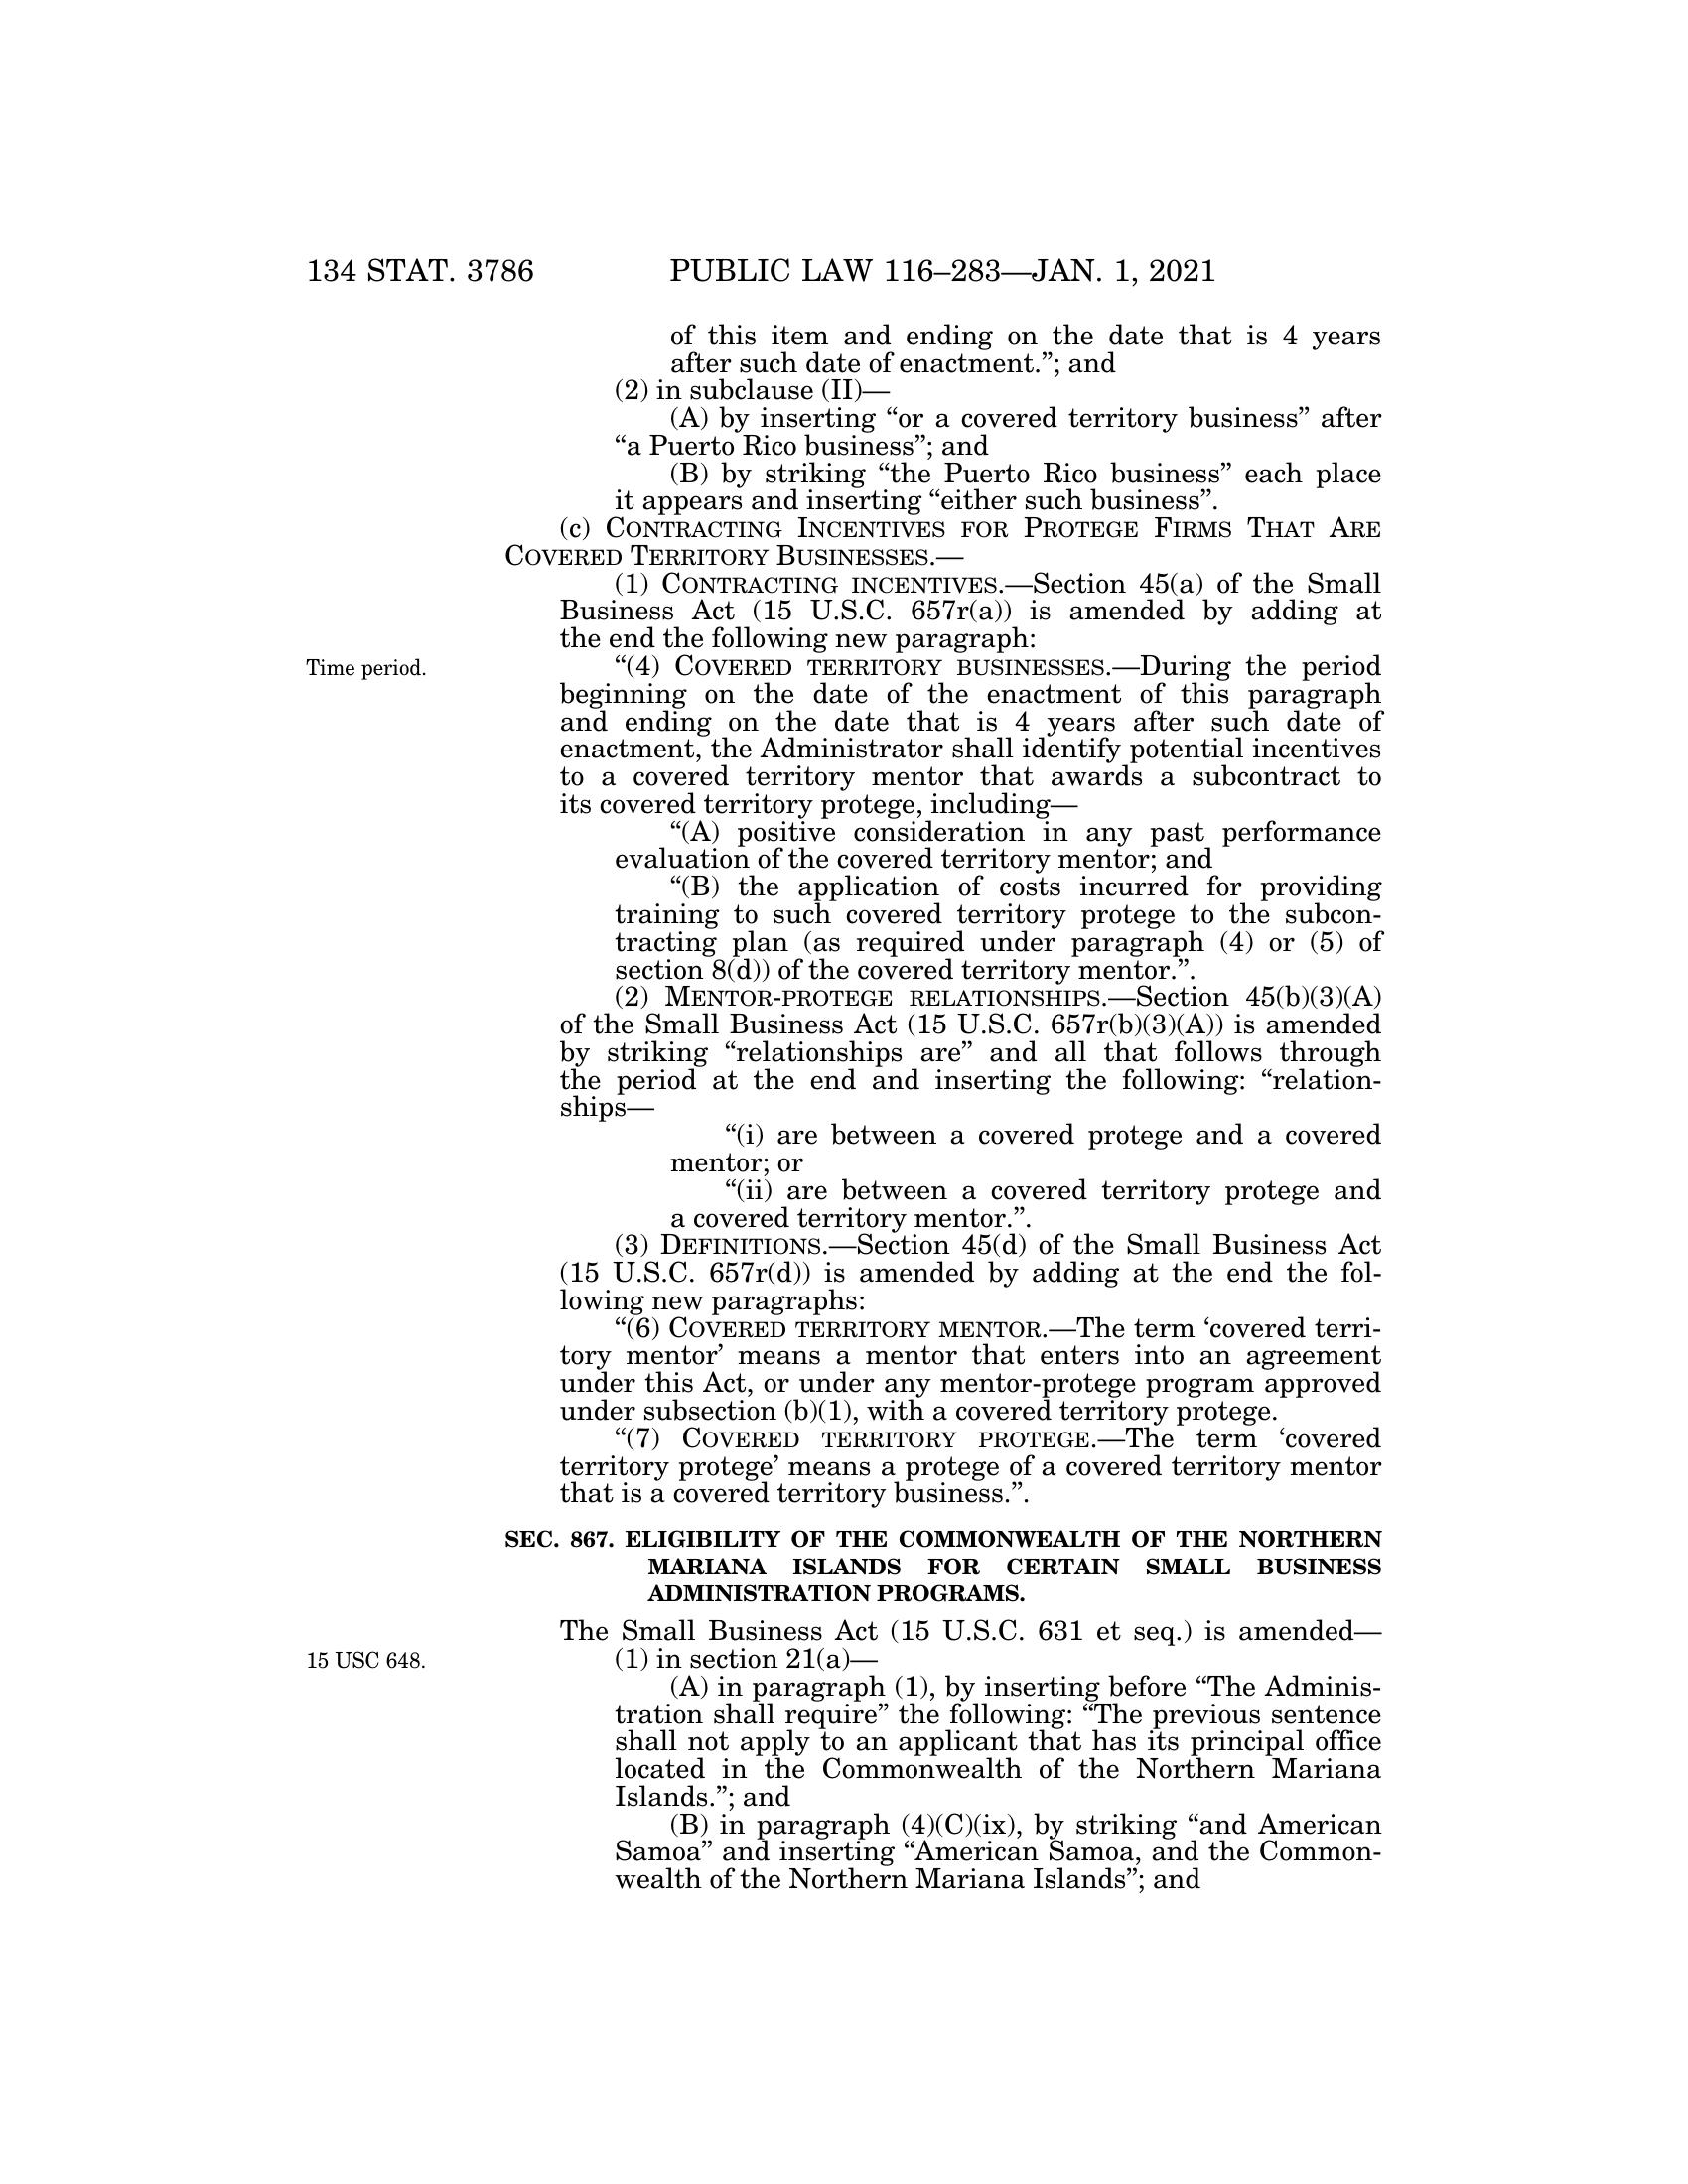 134 STAT. 3786 PUBLIC LAW 116–283—JAN. 1, 2021
of this item and ending on the date that is 4 years
after such date of enactment.”; and
(2) in subclause (II)—
(A) by inserting “or a covered territory business” after
“a Puerto Rico business”; and
(B) by striking “the Puerto Rico business” each place
it appears and inserting “either such business”.
(c) CONTRACTING INCENTIVES FOR PROTEGE FIRMS THAT ARE
COVERED TERRITORY BUSINESSES.—
(1) CONTRACTING INCENTIVES.—Section 45(a) of the Small
Business Act (15 U.S.C. 657r(a)) is amended by adding at
the end the following new paragraph:
Time period.
“(4) COVERED TERRITORY BUSINESSES.—During the period
beginning on the date of the enactment of this paragraph
and ending on the date that is 4 years after such date of
enactment, the Administrator shall identify potential incentives
to a covered territory mentor that awards a subcontract to
its covered territory protege, including—
“(A) positive consideration in any past performance
evaluation of the covered territory mentor; and
“(B) the application of costs incurred for providing
training to such covered territory protege to the subcon-
tracting plan (as required under paragraph (4) or (5) of
section 8(d)) of the covered territory mentor.”.
(2) MENTOR-PROTEGE RELATIONSHIPS.—Section 45(b)(3)(A)
of the Small Business Act (15 U.S.C. 657r(b)(3)(A)) is amended
by striking “relationships are” and all that follows through
the period at the end and inserting the following: “relation-
ships—
“(i) are between a covered protege and a covered
mentor; or
“(ii) are between a covered territory protege and
a covered territory mentor.”.
(3) DEFINITIONS.—Section 45(d) of the Small Business Act
(15 U.S.C. 657r(d)) is amended by adding at the end the fol-
lowing new paragraphs:
“(6) COVERED TERRITORY MENTOR.—The term ‘covered terri-
tory mentor’ means a mentor that enters into an agreement
under this Act, or under any mentor-protege program approved
under subsection (b)(1), with a covered territory protege.
“(7) COVERED TERRITORY PROTEGE.—The term ‘covered
territory protege’ means a protege of a covered territory mentor
that is a covered territory business.”.
SEC. 867. ELIGIBILITY OF THE COMMONWEALTH OF THE NORTHERN
MARIANA ISLANDS FOR CERTAIN SMALL BUSINESS
ADMINISTRATION PROGRAMS.
The Small Business Act (15 U.S.C. 631 et seq.) is amended—
15 USC 648.
(1) in section 21(a)—
(A) in paragraph (1), by inserting before “The Adminis-
tration shall require” the following: “The previous sentence
shall not apply to an applicant that has its principal office
located in the Commonwealth of the Northern Mariana
Islands.”; and
(B) in paragraph (4)(C)(ix), by striking “and American
Samoa” and inserting “American Samoa, and the Common-
wealth of the Northern Mariana Islands”; and